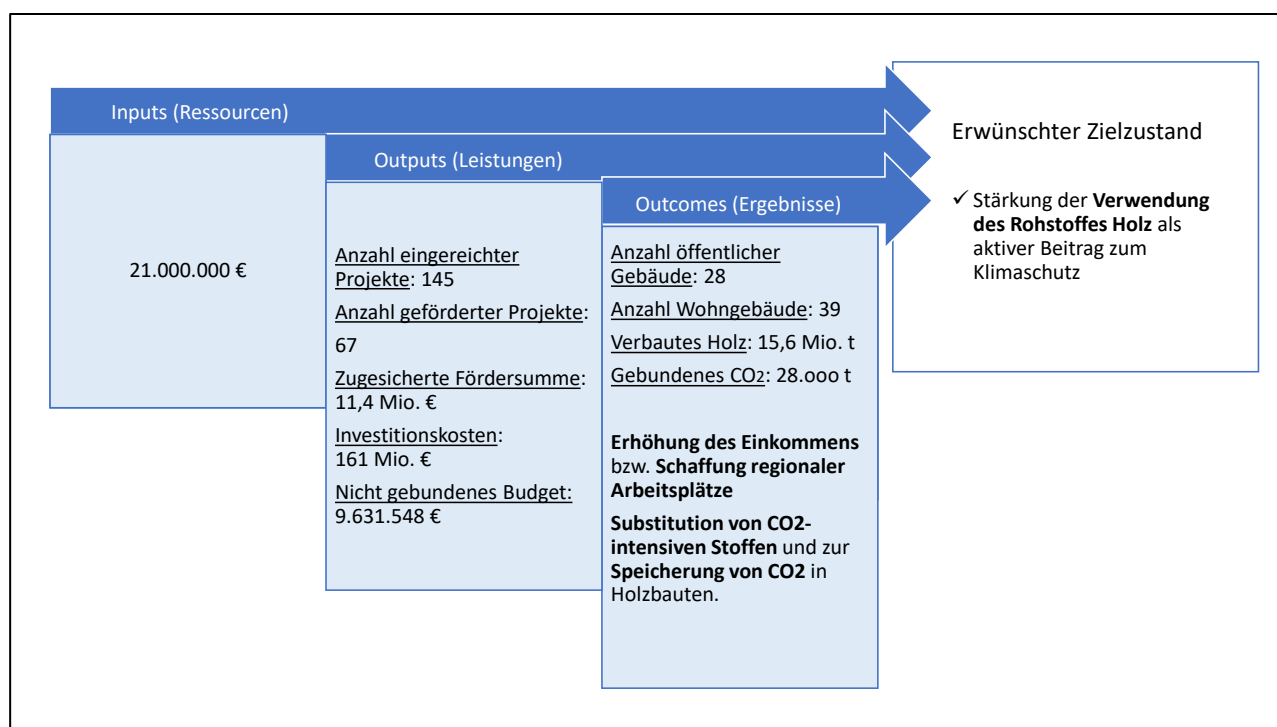 Inputs (Ressourcen)
21.000.000 €
Outputs (Leistungen)
Anzahl eingereichter
Projekte: 145
Anzahl geförderter Projekte:
67
Zugesicherte Fördersumme:
11,4 Mio. €
Investitionskosten:
161 Mio. €
Nicht gebundenes Budget:
9.631.548 €
Outcomes (Ergebnisse)
Anzahl öffentlicher
Gebäude: 28
Anzahl Wohngebäude: 39
Verbautes Holz: 15,6 Mio. t
Gebundenes CO2: 28.ooo t
Erhöhung des Einkommens
bzw. Schaffung regionaler
Arbeitsplätze
Substitution von CO2-
intensiven Stoffen und zur
Speicherung von CO2 in
Holzbauten.
Erwünschter Zielzustand
✓ Stärkung der Verwendung
des Rohstoffes Holz als
aktiver Beitrag zum
Klimaschutz